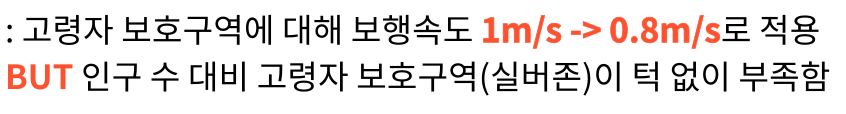 : 고령자 보호구역에 대해 보행속도 1m/s -> 0.8m/s로 적용
BUT 인구 수 대비 고령자 보호구역(실버존)이 턱 없이 부족함